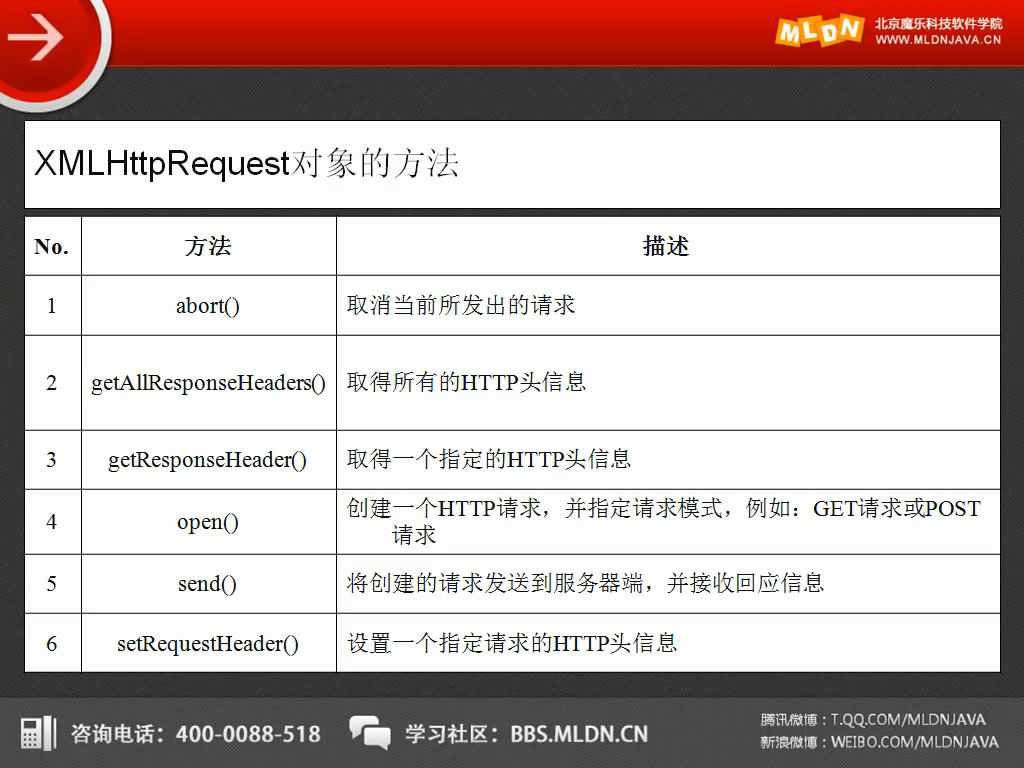 MLDN 北京魔乐科技软件学院
WWW.MLDNJAVA.CN
XMLHttpRequest对象的方法
No. 方法 描述
1 abort() 取消当前所发出的请求
2 getAllResponseHeaders() 取得所有的HTTP头信息
3 getResponseHeader() 取得一个指定的HTTP头信息
4 open() 创建一个HTTP请求，并指定请求模式，例如：GET请求或POST
请求
5 send() 将创建的请求发送到服务器端，并接收回应信息
6 setRequestHeader() 设置一个指定请求的HTTP头信息
咨询电话：400-0088-518 学习社区：BBS.MLDN.CN
腾讯微博：T.QQ.COM/MLDNJAVA
新浪微博：WEIBO.COM/MLDNJAVA